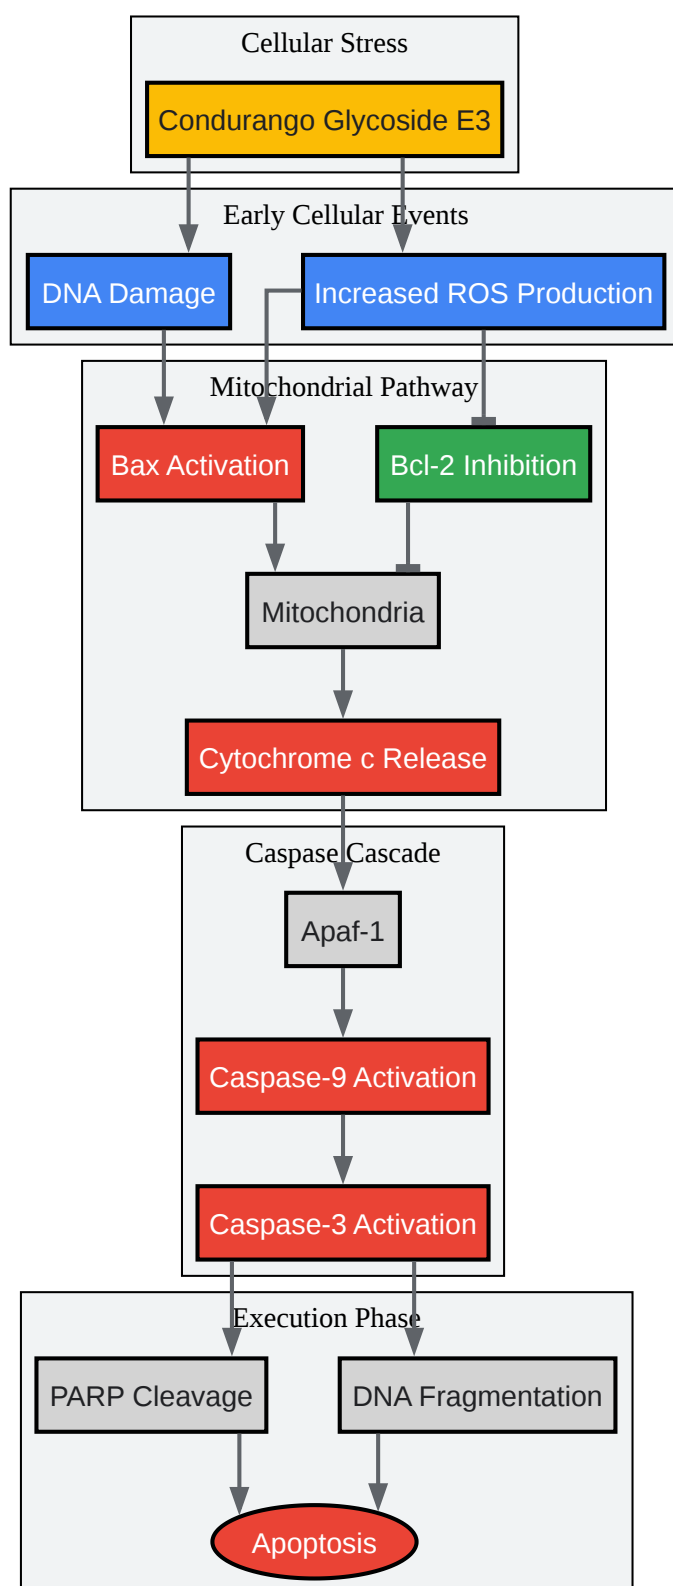 Cellular Stress
Condurango Glycoside E3
Early Cellular Events
DNA Damage
Increased ROS Production
Mitochondrial Pathway
Bax Activation
Bcl-2 Inhibition
Mitochondria
Cytochrome c Release
Caspase Cascade
Apaf-1
Caspase-9 Activation
Caspase-3 Activation
Execution Phase
PARP Cleavage
DNA Fragmentation
Apoptosis